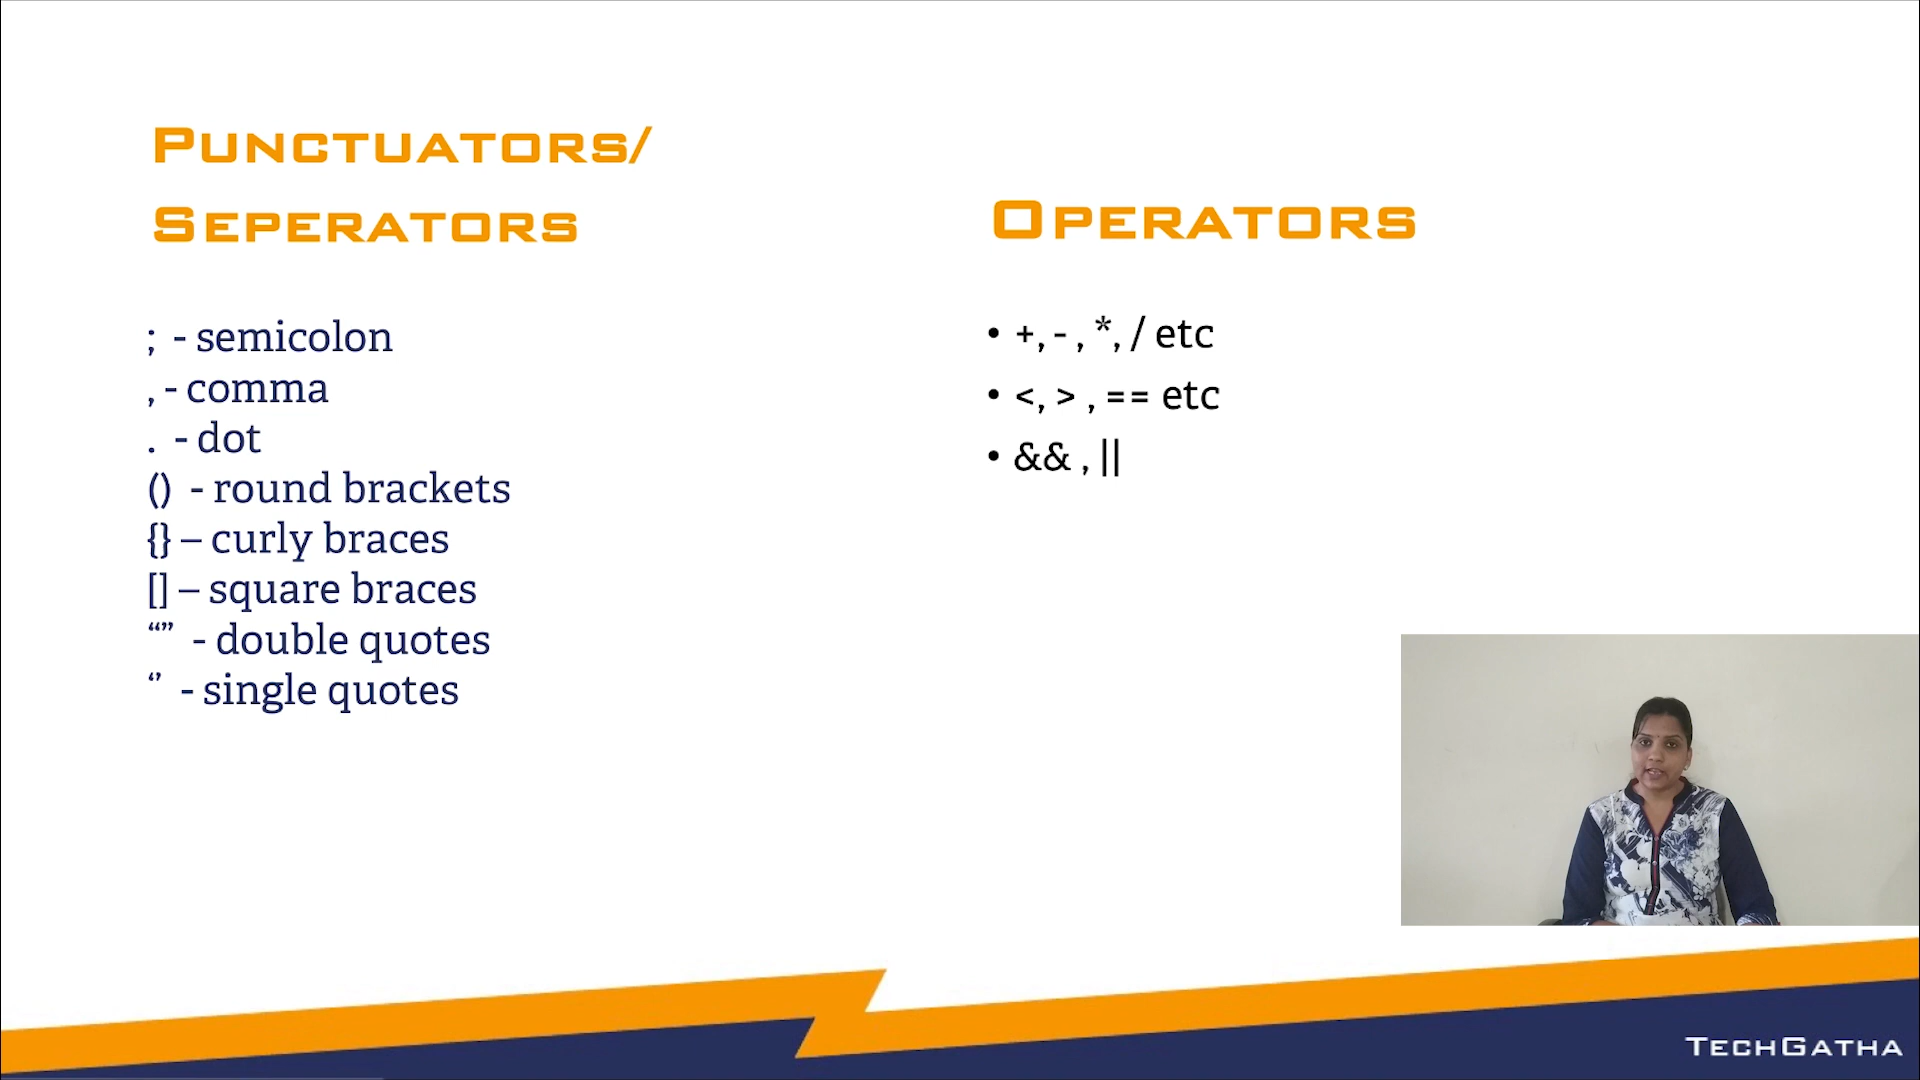 PUNCTUATORS/
SEPERATORS
; - semicolon
, - comma
. - dot
() - round brackets
{} – curly braces
[] – square braces
“” - double quotes
‘’ - single quotes
OPERATORS
• +, - , *, / etc
• <, > , == etc
• && , ||
TECHGATHA